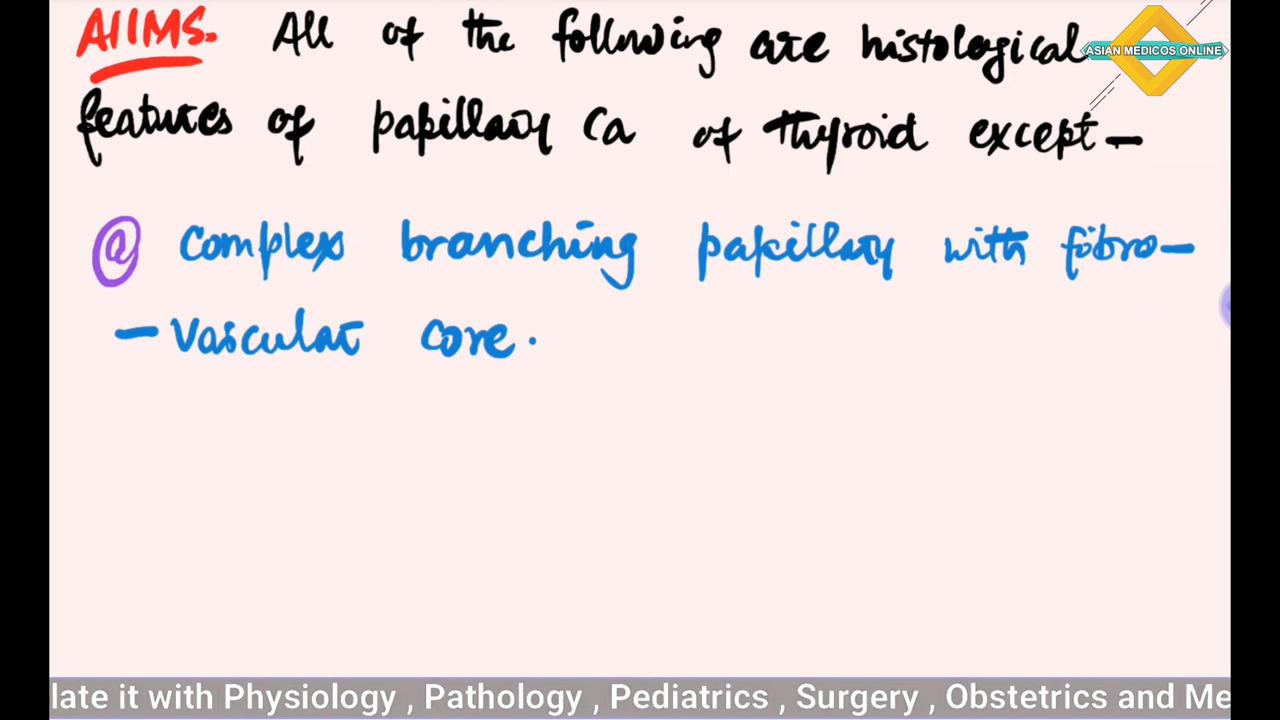 AIIMS. All of the following are histological
ASIAN MEDICOS ONLINE
features of papillary Ca of Thyroid except -
@ Complex branching papillary with fibro-
- vascular core.
late it with Physiology , Pathology , Pediatrics , Surgery , Obstetrics and Me